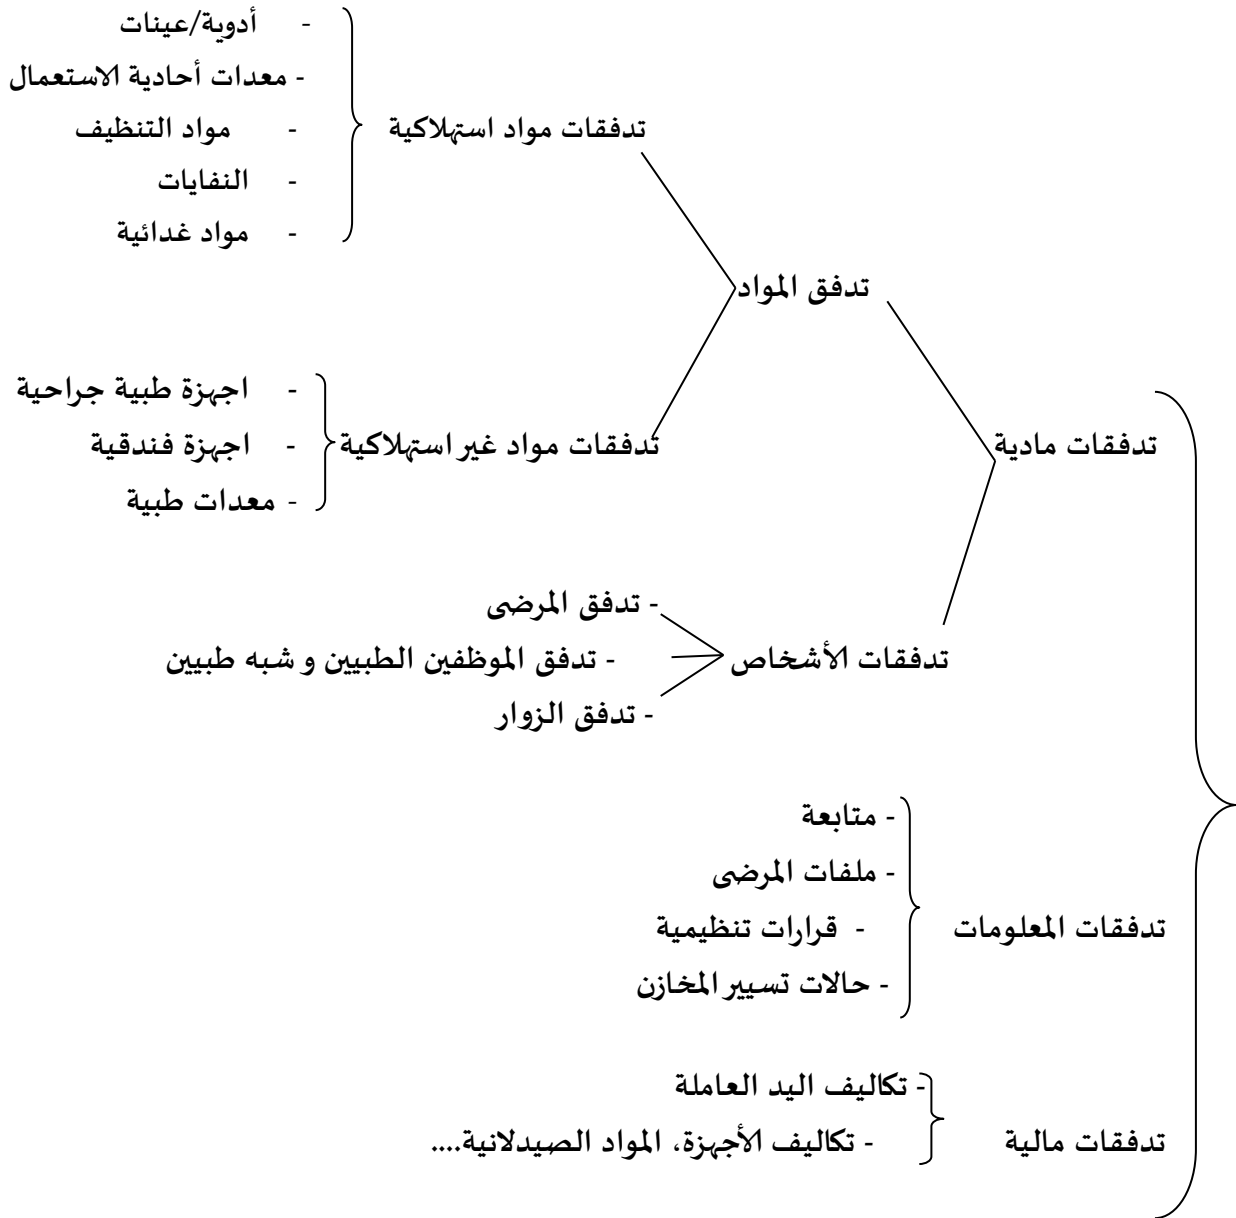 - أدوية/عينات
- معدات أحادية الاستعمال
تدفقات مواد استهلاكية
- مواد التنظيف
- النفايات
- مواد غدائية
تدفق المواد
- اجهزة طبية جراحية
تدفقات مادية
تدفقات مواد غير استهلاكية
- اجهزة فندقية
- معدات طبية
- تدفق المرضى
تدفقات الأشخاص
- تدفق الموظفين الطبيين و شبه طبيين
- تدفق الزوار
- متابعة
- ملفات المرضى
تدفقات المعلومات
- قرارات تنظيمية
- حالات تسيير المخازن
- تكاليف اليد العاملة
تدفقات مالية
- تكاليف الأجهزة، المواد الصيدلانية....